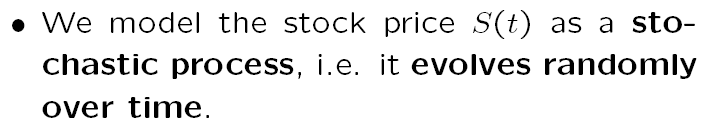 • We model the stock price S(t) as a sto-
chastic process, i.e. it evolves randomly
over time.